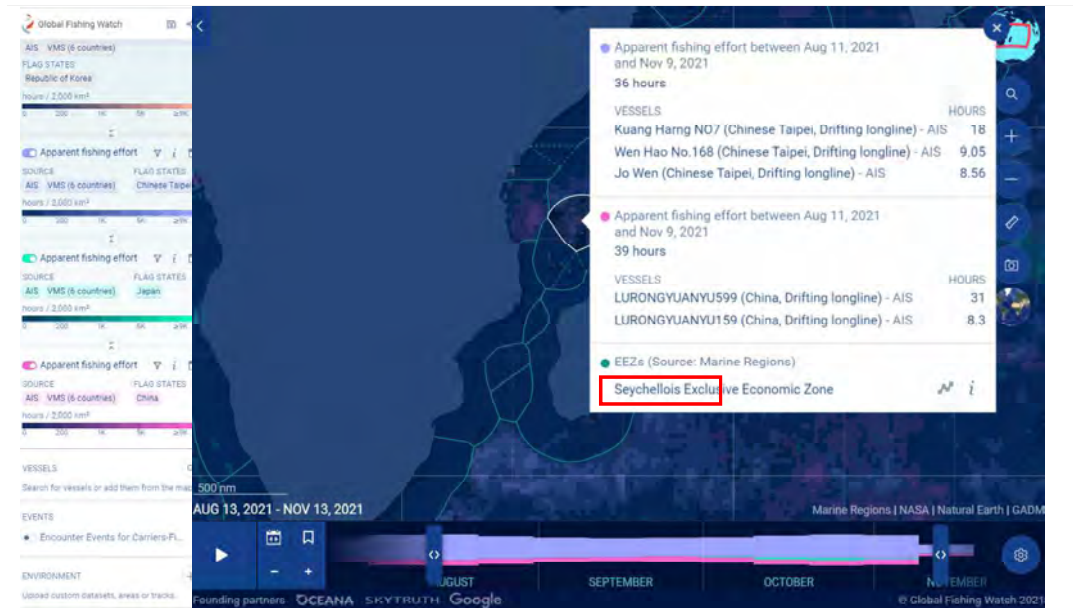 Global Fishing Watch
AIS VMS (6 countries)
FLAG STATES
Republic of Korea
hours / 2,000 km²
0 200 1K 5K ≥9K
Apparent fishing effort
SOURCE FLAG STATES
AIS VMS (6 countries) Chinese Taipei
hours / 2,000 km²
0 200 1K 5K ≥9K
Apparent fishing effort
SOURCE FLAG STATES
AIS VMS (6 countries) Japan
hours / 2,000 km²
0 200 1K 5K ≥9K
Apparent fishing effort
SOURCE FLAG STATES
AIS VMS (6 countries) China
hours / 2,000 km²
0 200 1K 5K ≥9K
VESSELS
Search for vessels or add them from the map
EVENTS
Encounter Events for Carriers-Fi...
ENVIRONMENT
Upload custom datasets, areas or tracks.
Apparent fishing effort between Aug 11, 2021
and Nov 9, 2021
36 hours
VESSELS HOURS
Kuang Harng NO7 (Chinese Taipei, Drifting longline) - AIS 18
Wen Hao No.168 (Chinese Taipei, Drifting longline) - AIS 9.05
Jo Wen (Chinese Taipei, Drifting longline) - AIS 8.56
Apparent fishing effort between Aug 11, 2021
and Nov 9, 2021
39 hours
VESSELS HOURS
LURONGYUANYU599 (China, Drifting longline) - AIS 31
LURONGYUANYU159 (China, Drifting longline) - AIS 8.3
EEZs (Source: Marine Regions)
Seychellois Exclusive Economic Zone
500 nm
AUG 13, 2021 - NOV 13, 2021
Marine Regions | NASA | Natural Earth | GADM
AUGUST SEPTEMBER OCTOBER NOVEMBER
Founding partners OCEANA SKYTRUTH Google
© Global Fishing Watch 2021